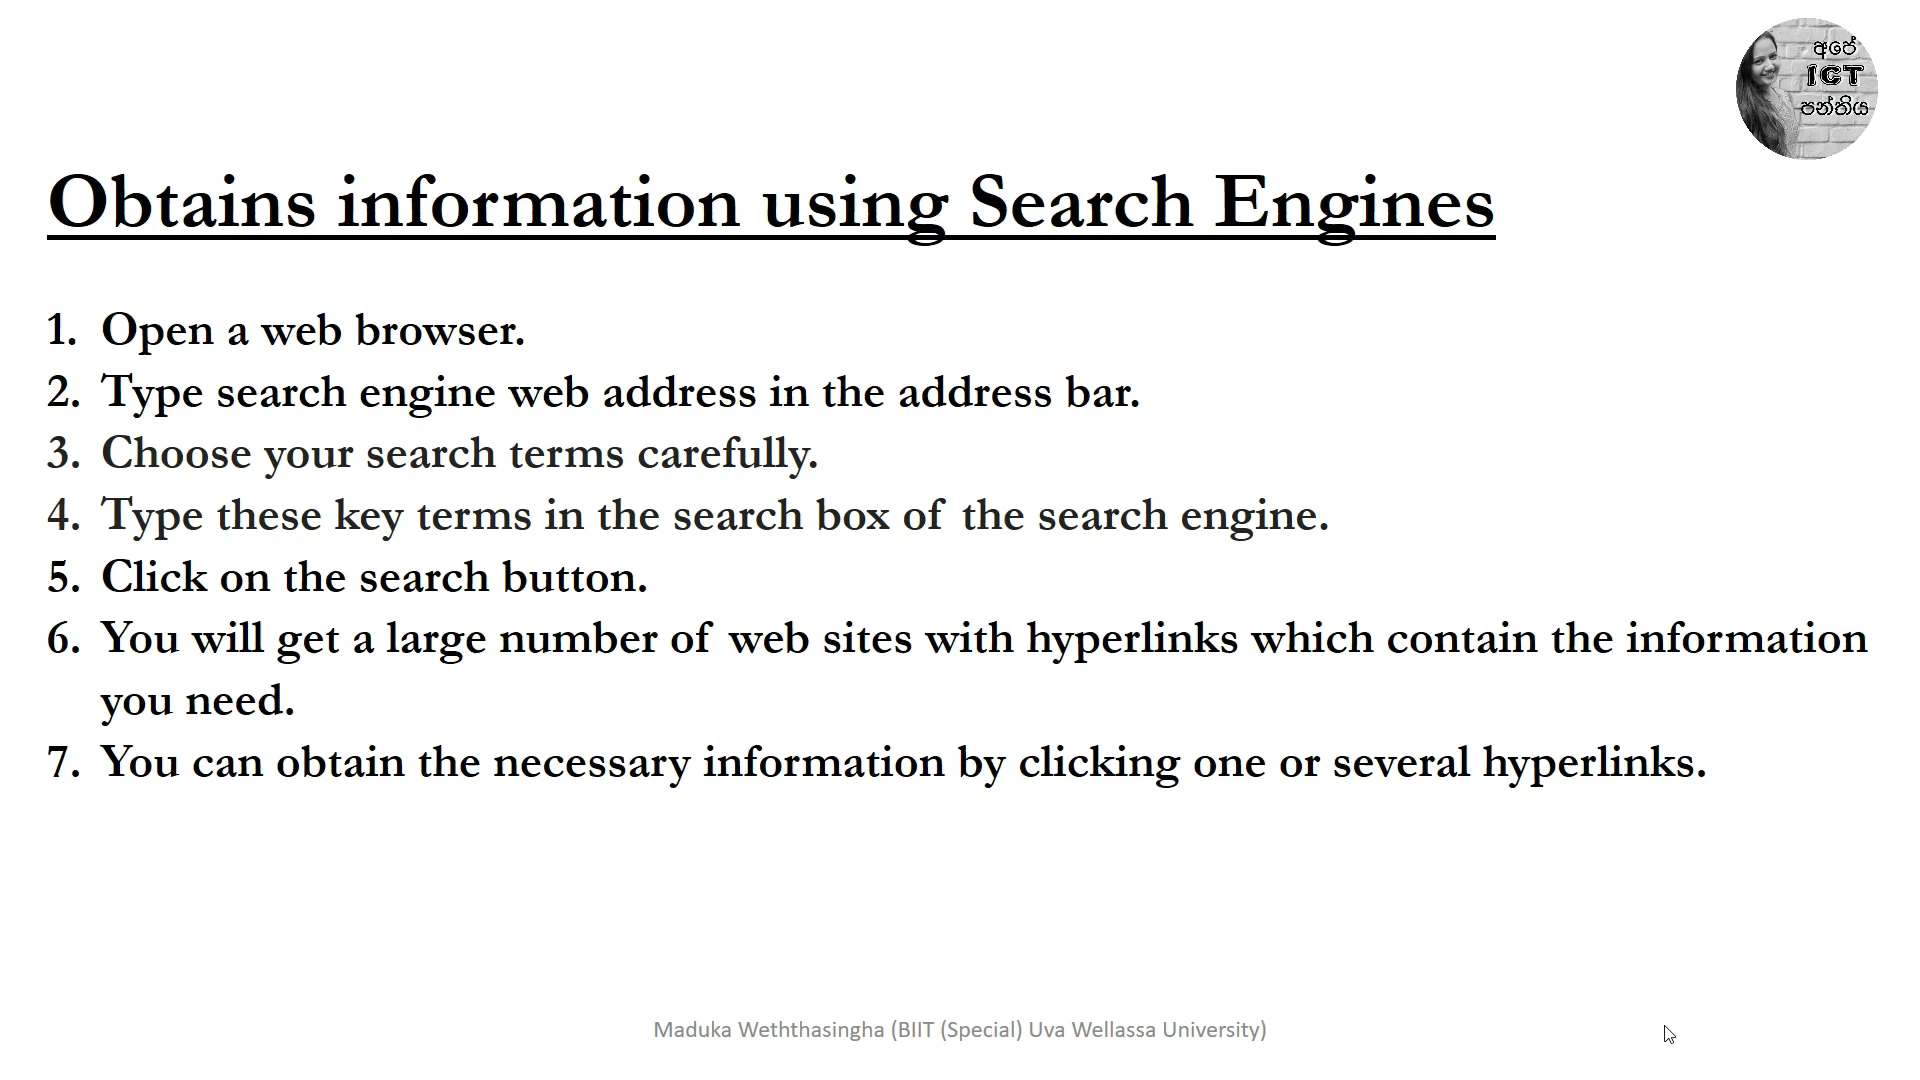 අපේ
ICT
පන්තිය
Obtains information using Search Engines
1. Open a web browser.
2. Type search engine web address in the address bar.
3. Choose your search terms carefully.
4. Type these key terms in the search box of the search engine.
5. Click on the search button.
6. You will get a large number of web sites with hyperlinks which contain the information
you need.
7. You can obtain the necessary information by clicking one or several hyperlinks.
Maduka Weththasingha (BIIT (Special) Uva Wellassa University)